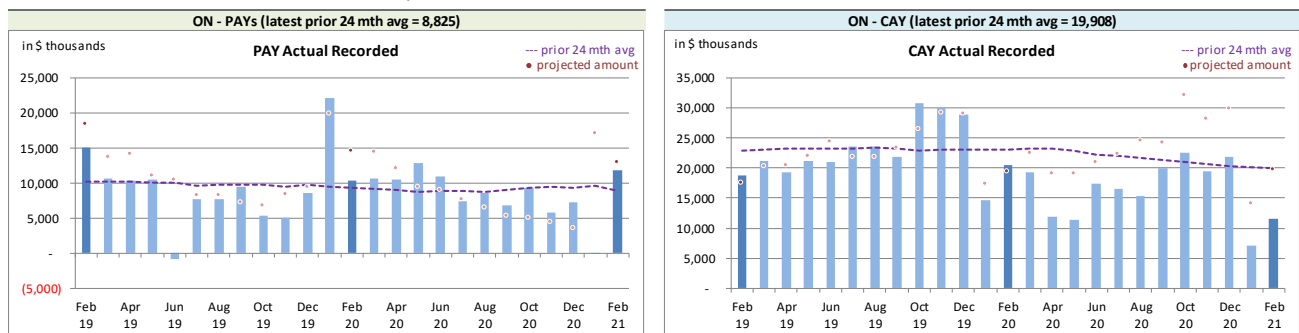 ON - PAYs (latest prior 24 mth avg = 8,825)
in $ thousands
PAY Actual Recorded
--- prior 24 mth avg
• projected amount
25,000
20,000
15,000
10,000
5,000
-
(5,000)
Feb Apr Jun Aug Oct Dec Feb Apr Jun Aug Oct Dec Feb
19 19 19 19 19 19 20 20 20 20 20 20 21
ON - CAY (latest prior 24 mth avg = 19,908)
in $ thousands
CAY Actual Recorded
--- prior 24 mth avg
• projected amount
35,000
30,000
25,000
20,000
15,000
10,000
5,000
-
Feb Apr Jun Aug Oct Dec Feb Apr Jun Aug Oct Dec Feb
19 19 19 19 19 19 20 20 20 20 20 20 21